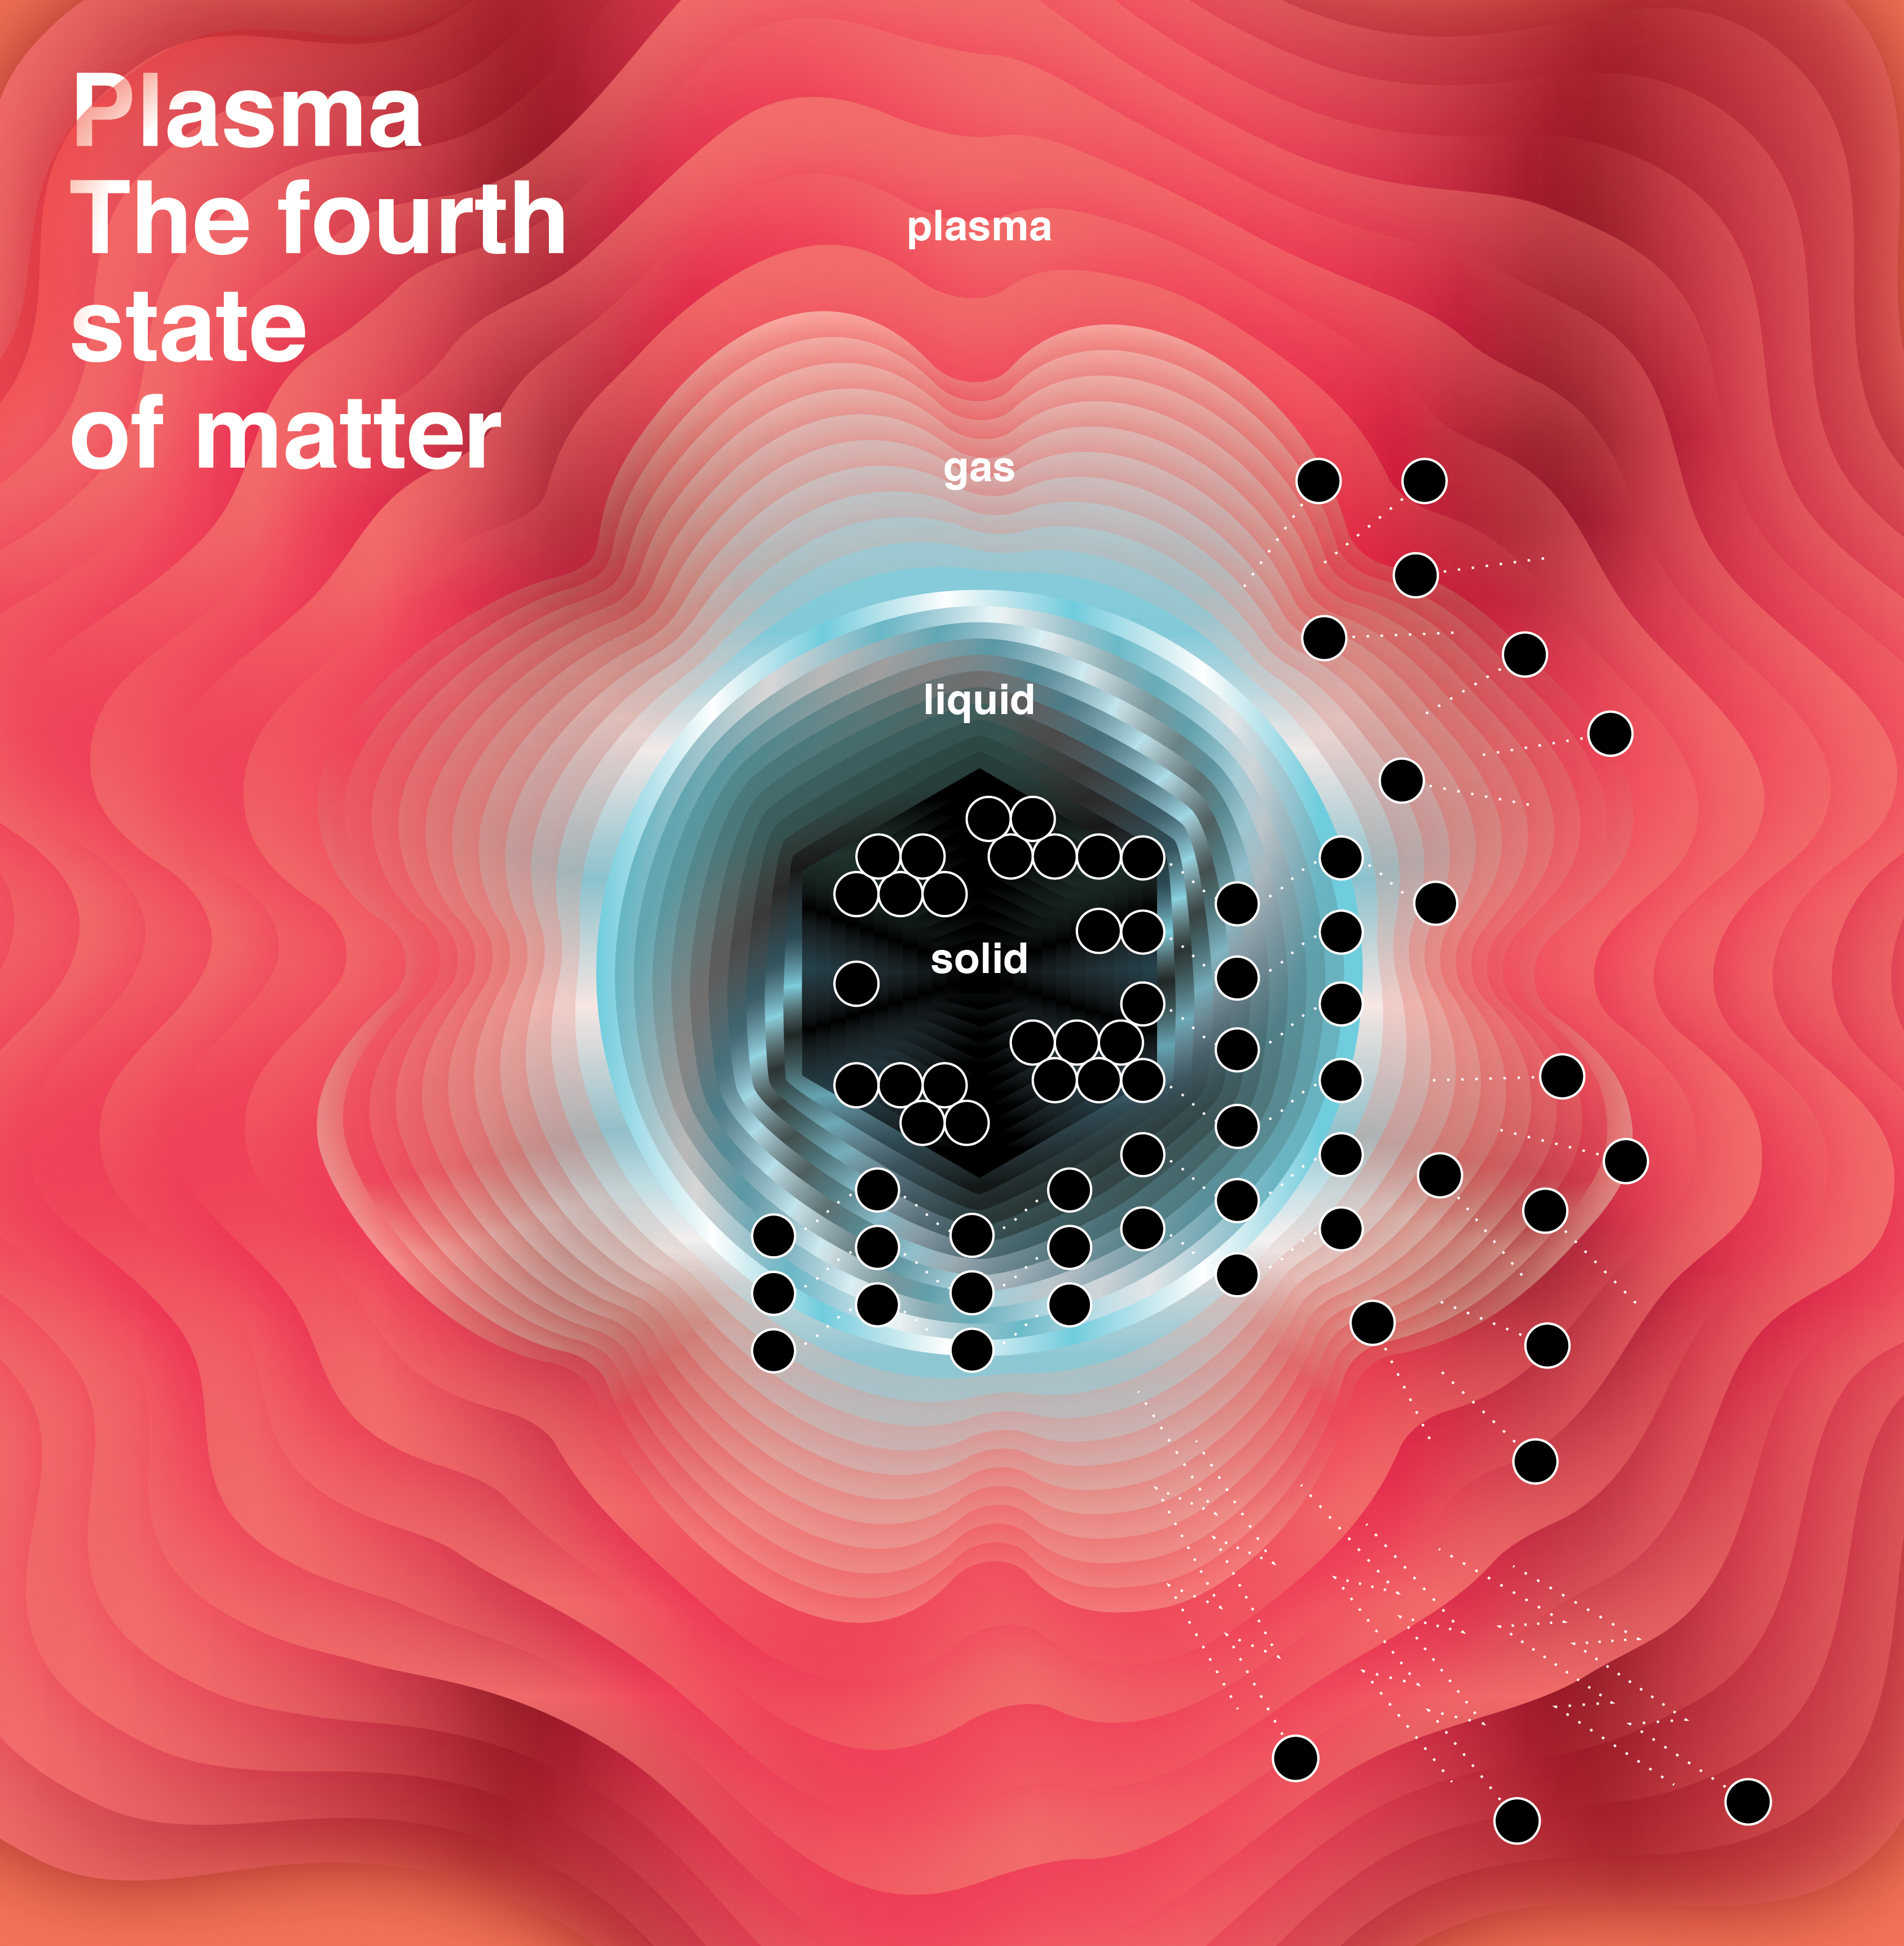 Plasma
The fourth
state
of matter
plasma
gas
liquid
solid